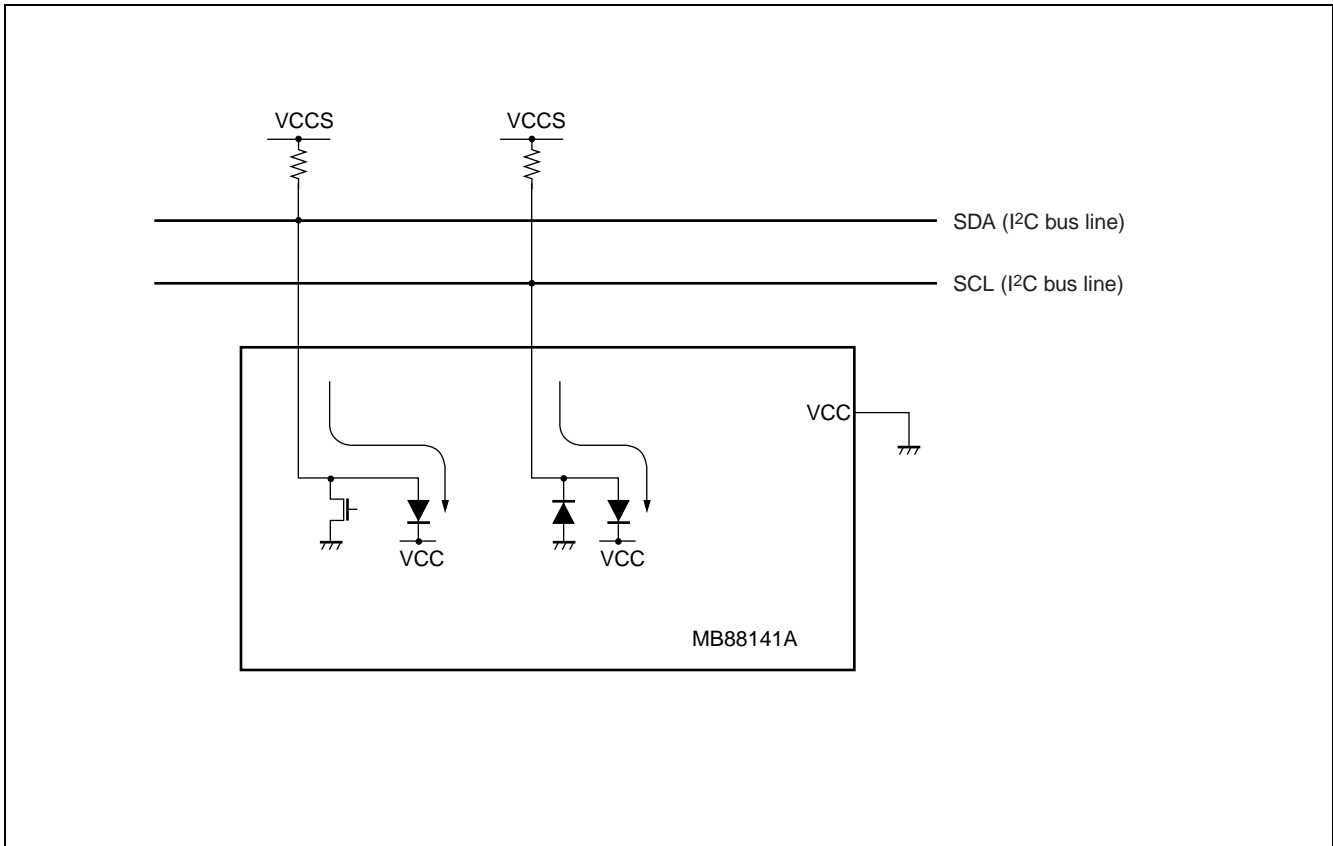 VCCS
VCCS
SDA (I²C bus line)
SCL (I²C bus line)
VCC
VCC
VCC
MB88141A